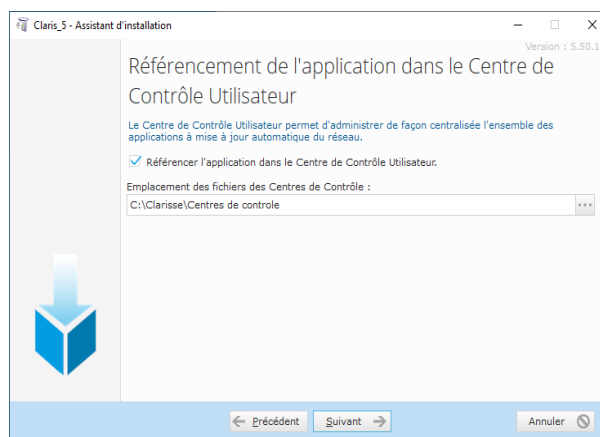 Claris_5 - Assistant d'installation
Version : 5.50.1
Référencement de l'application dans le Centre de
Contrôle Utilisateur
Le Centre de Contrôle Utilisateur permet d'administrer de façon centralisée l'ensemble des
applications à mise à jour automatique du réseau.
Référencer l'application dans le Centre de Contrôle Utilisateur.
Emplacement des fichiers des Centres de Contrôle :
C:\Clarisse\Centres de controle
Précédent
Suivant
Annuler